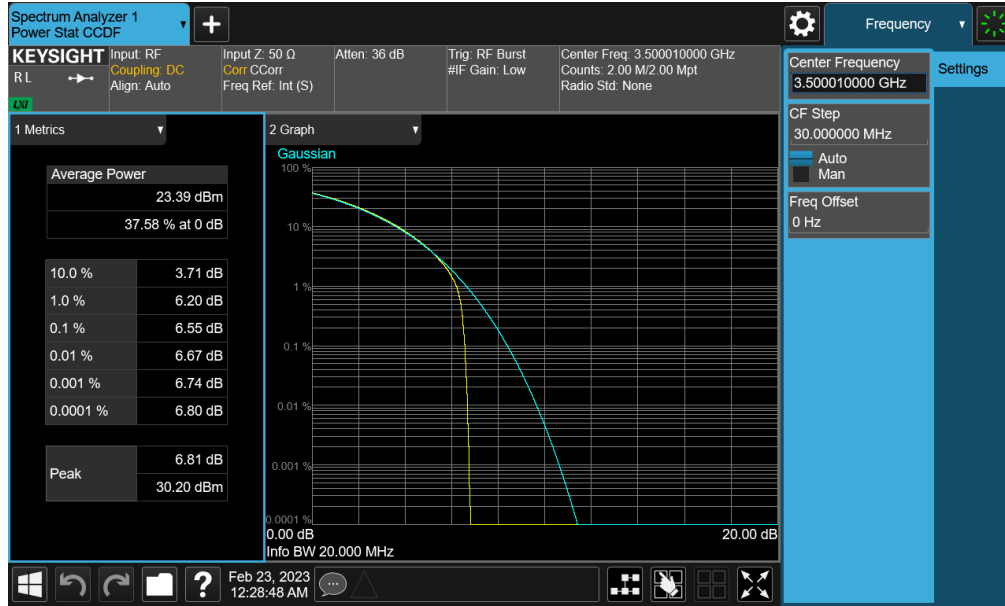 Spectrum Analyzer 1
Power Stat CCDF
+
Frequency
KEYSIGHT
RL
LXI
Input: RF
Coupling: DC
Align: Auto
Input Z: 50 Ω
Corr CCorr
Freq Ref: Int (S)
Atten: 36 dB
Trig: RF Burst
#IF Gain: Low
Center Freq: 3.500010000 GHz
Counts: 2.00 M/2.00 Mpt
Radio Std: None
Center Frequency
3.500010000 GHz
Settings
CF Step
30.000000 MHz
Auto
Man
Freq Offset
0 Hz
1 Metrics
Average Power
23.39 dBm
37.58 % at 0 dB
10.0 % 3.71 dB
1.0 % 6.20 dB
0.1 % 6.55 dB
0.01 % 6.67 dB
0.001 % 6.74 dB
0.0001 % 6.80 dB
Peak
6.81 dB
30.20 dBm
2 Graph
Gaussian
100 %
10 %
1 %
0.1 %
0.01 %
0.001 %
0.0001 %
0.00 dB 20.00 dB
Info BW 20.000 MHz
?
Feb 23, 2023
12:28:48 AM